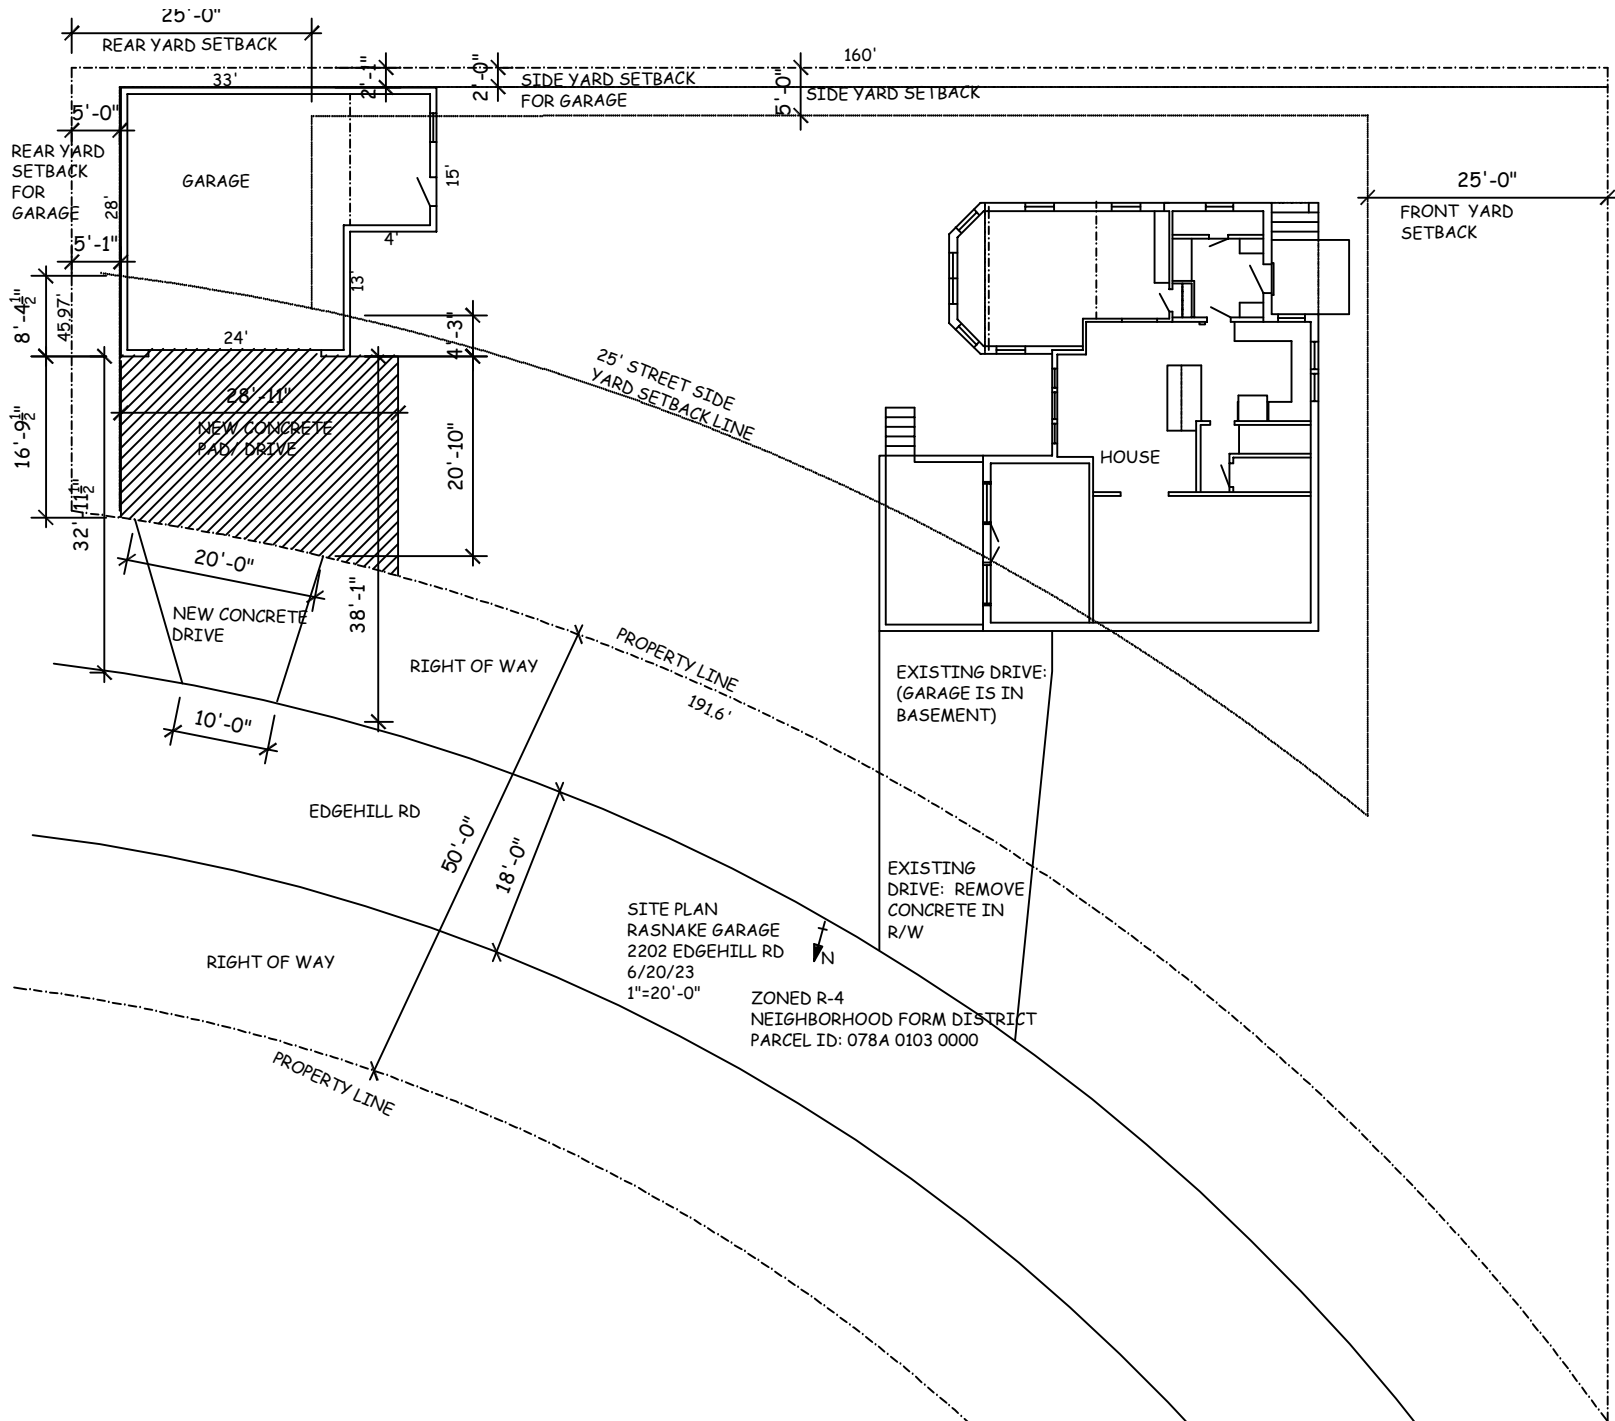 25'-0"
REAR YARD SETBACK
160'
33'
2'-1"
2'-0"
SIDE YARD SETBACK
FOR GARAGE
5'-0"
SIDE YARD SETBACK
5'-0"
REAR YARD
SETBACK
FOR
GARAGE
GARAGE
28'
15'
25'-0"
FRONT YARD
SETBACK
5'-1"
4'
13'
8'-4½"
45.97'
24'
4'-3"
25' STREET SIDE
YARD SETBACK LINE
28'-11"
NEW CONCRETE
PAD/ DRIVE
16'-9½"
20'-10"
HOUSE
32'-11½"
20'-0"
38'-1"
NEW CONCRETE
DRIVE
RIGHT OF WAY
PROPERTY LINE
191.6'
EXISTING DRIVE:
(GARAGE IS IN
BASEMENT)
10'-0"
EDGEHILL RD
50'-0"
18'-0"
EXISTING
DRIVE: REMOVE
CONCRETE IN
R/W
SITE PLAN
RASNAKE GARAGE
2202 EDGEHILL RD
6/20/23
1"=20'-0"
N
RIGHT OF WAY
ZONED R-4
NEIGHBORHOOD FORM DISTRICT
PARCEL ID: 078A 0103 0000
PROPERTY LINE